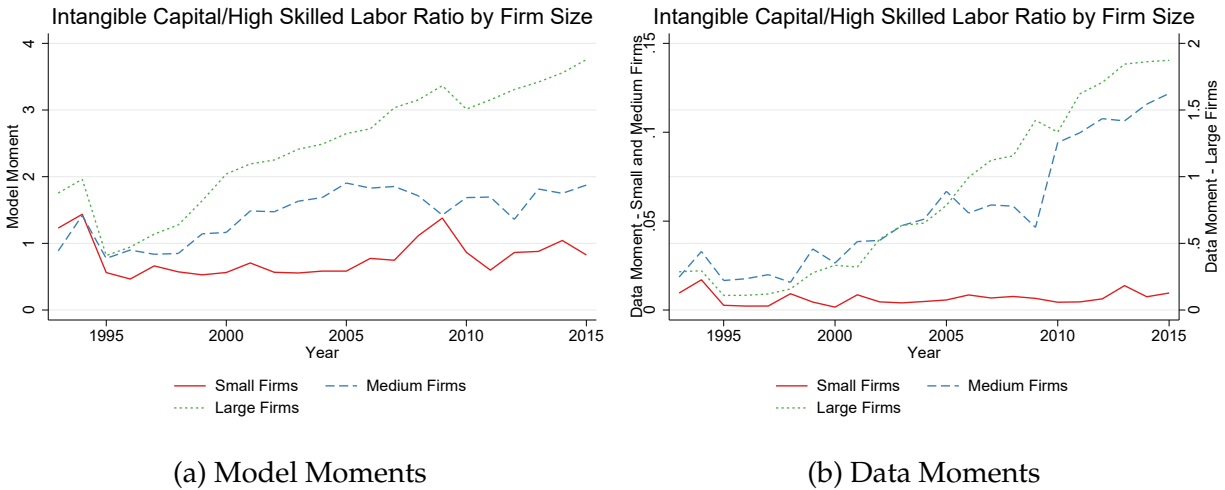 Intangible Capital/High Skilled Labor Ratio by Firm Size
Model Moment
4
3
2
1
0
1995 2000 2005 2010 2015
Year
Small Firms Medium Firms
Large Firms
(a) Model Moments
Intangible Capital/High Skilled Labor Ratio by Firm Size
Data Moment - Small and Medium Firms
.15
.1
.05
0
Data Moment - Large Firms
2
1.5
1
.5
0
1995 2000 2005 2010 2015
Year
Small Firms Medium Firms
Large Firms
(b) Data Moments